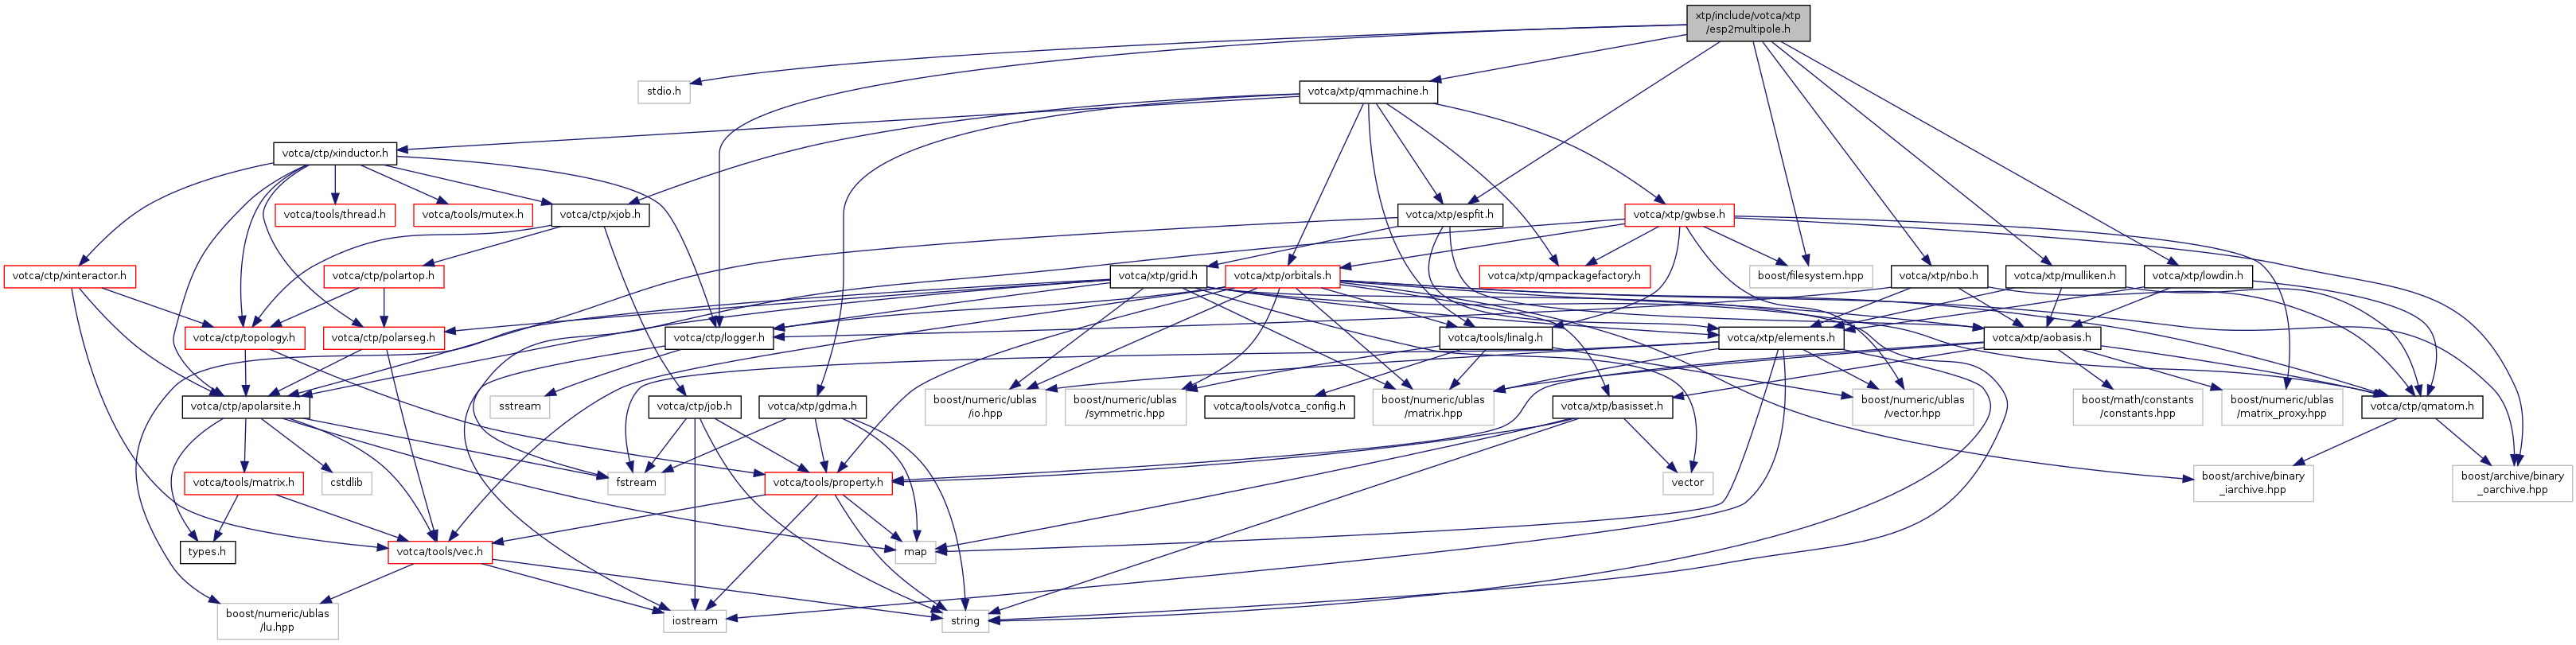 xtp/include/votca/xtp
/esp2multipole.h
stdio.h
votca/xtp/qmmachine.h
votca/ctp/xinductor.h
votca/tools/thread.h
votca/tools/mutex.h
votca/ctp/xjob.h
votca/xtp/espfit.h
votca/xtp/gwbse.h
votca/ctp/xinteractor.h
votca/ctp/polartop.h
votca/xtp/grid.h
votca/xtp/orbitals.h
votca/xtp/qmpackagefactory.h
boost/filesystem.hpp
votca/xtp/nbo.h
votca/xtp/mulliken.h
votca/xtp/lowdin.h
votca/ctp/topology.h
votca/ctp/polarseg.h
votca/ctp/logger.h
votca/tools/linalg.h
votca/xtp/elements.h
votca/xtp/aobasis.h
votca/ctp/apolarsite.h
sstream
votca/ctp/job.h
votca/xtp/gdma.h
boost/numeric/ublas
/io.hpp
boost/numeric/ublas
/symmetric.hpp
votca/tools/votca_config.h
boost/numeric/ublas
/matrix.hpp
votca/xtp/basisset.h
boost/numeric/ublas
/vector.hpp
boost/math/constants
/constants.hpp
boost/numeric/ublas
/matrix_proxy.hpp
votca/ctp/qmatom.h
votca/tools/matrix.h
cstdlib
fstream
votca/tools/property.h
vector
boost/archive/binary
_iarchive.hpp
boost/archive/binary
_oarchive.hpp
types.h
votca/tools/vec.h
map
boost/numeric/ublas
/lu.hpp
iostream
string